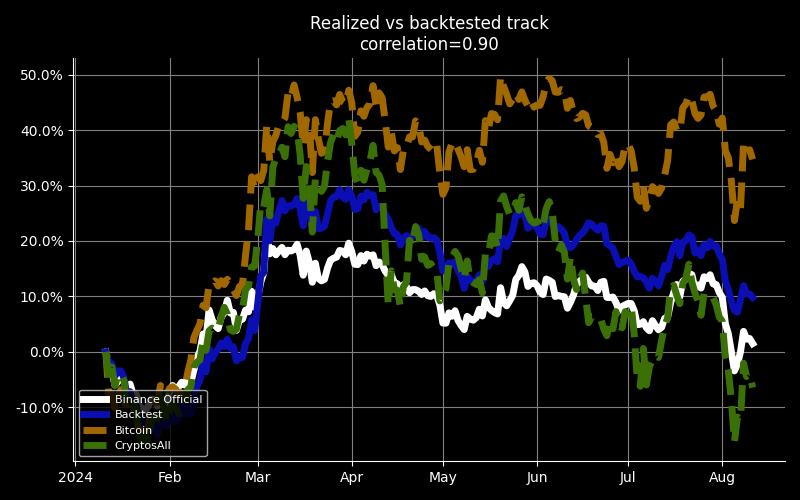 Realized vs backtested track
correlation=0.90
50.0%
40.0%
30.0%
20.0%
10.0%
0.0%
-10.0%
Binance Official
Backtest
Bitcoin
CryptosAll
2024 Feb Mar Apr May Jun Jul Aug